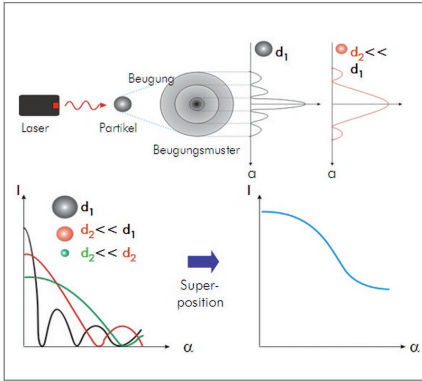 Laser
Partikel
Beugung
Beugungsmuster
d₁
α
d₂<<
d₁
α
I
d₁
d₂<< d₁
d₂<< d₂
α
Super-
position
I
α